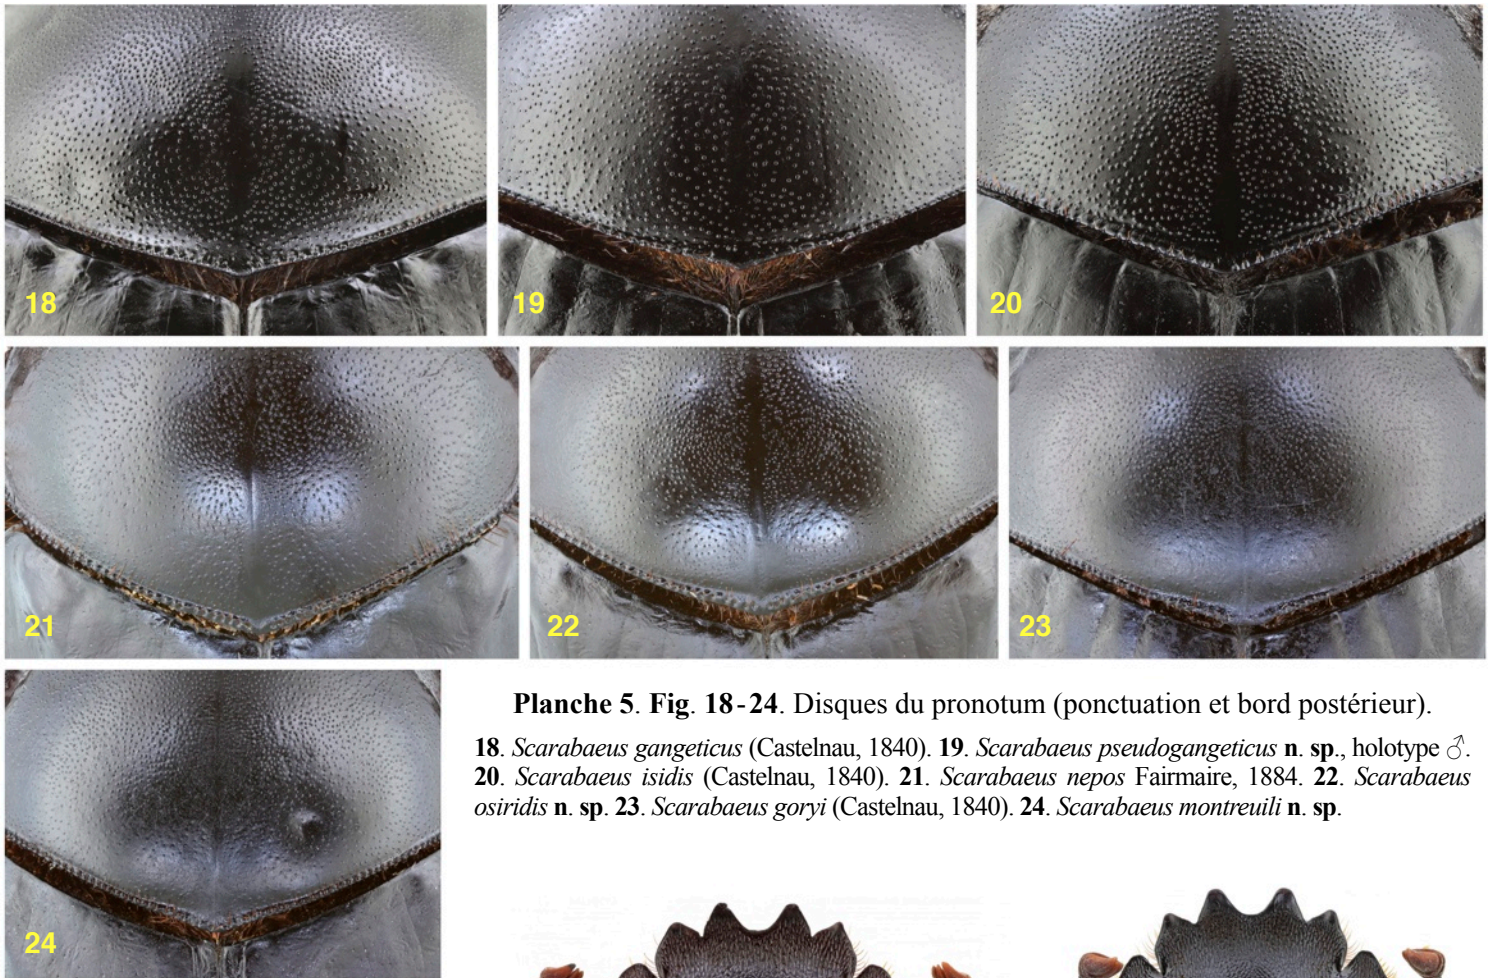 18
19
20
21
22
23
24
Planche 5. Fig. 18-24. Disques du pronotum (ponctuation et bord postérieur).
18. Scarabaeus gangeticus (Castelnau, 1840). 19. Scarabaeus pseudogangeticus n. sp., holotype ♂.
20. Scarabaeus isidis (Castelnau, 1840). 21. Scarabaeus nepos Fairmaire, 1884. 22. Scarabaeus
osiridis n. sp. 23. Scarabaeus goryi (Castelnau, 1840). 24. Scarabaeus montreuili n. sp.